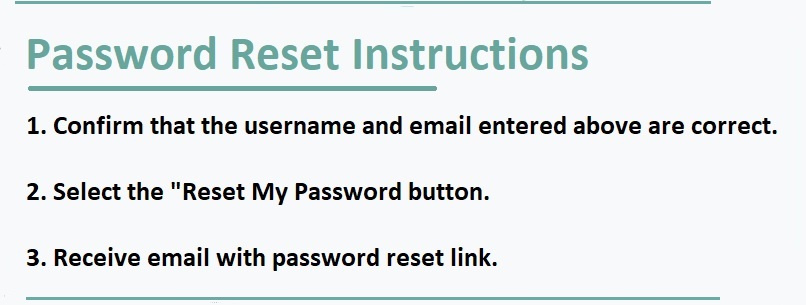 Password Reset Instructions
1. Confirm that the username and email entered above are correct.
2. Select the "Reset My Password button.
3. Receive email with password reset link.